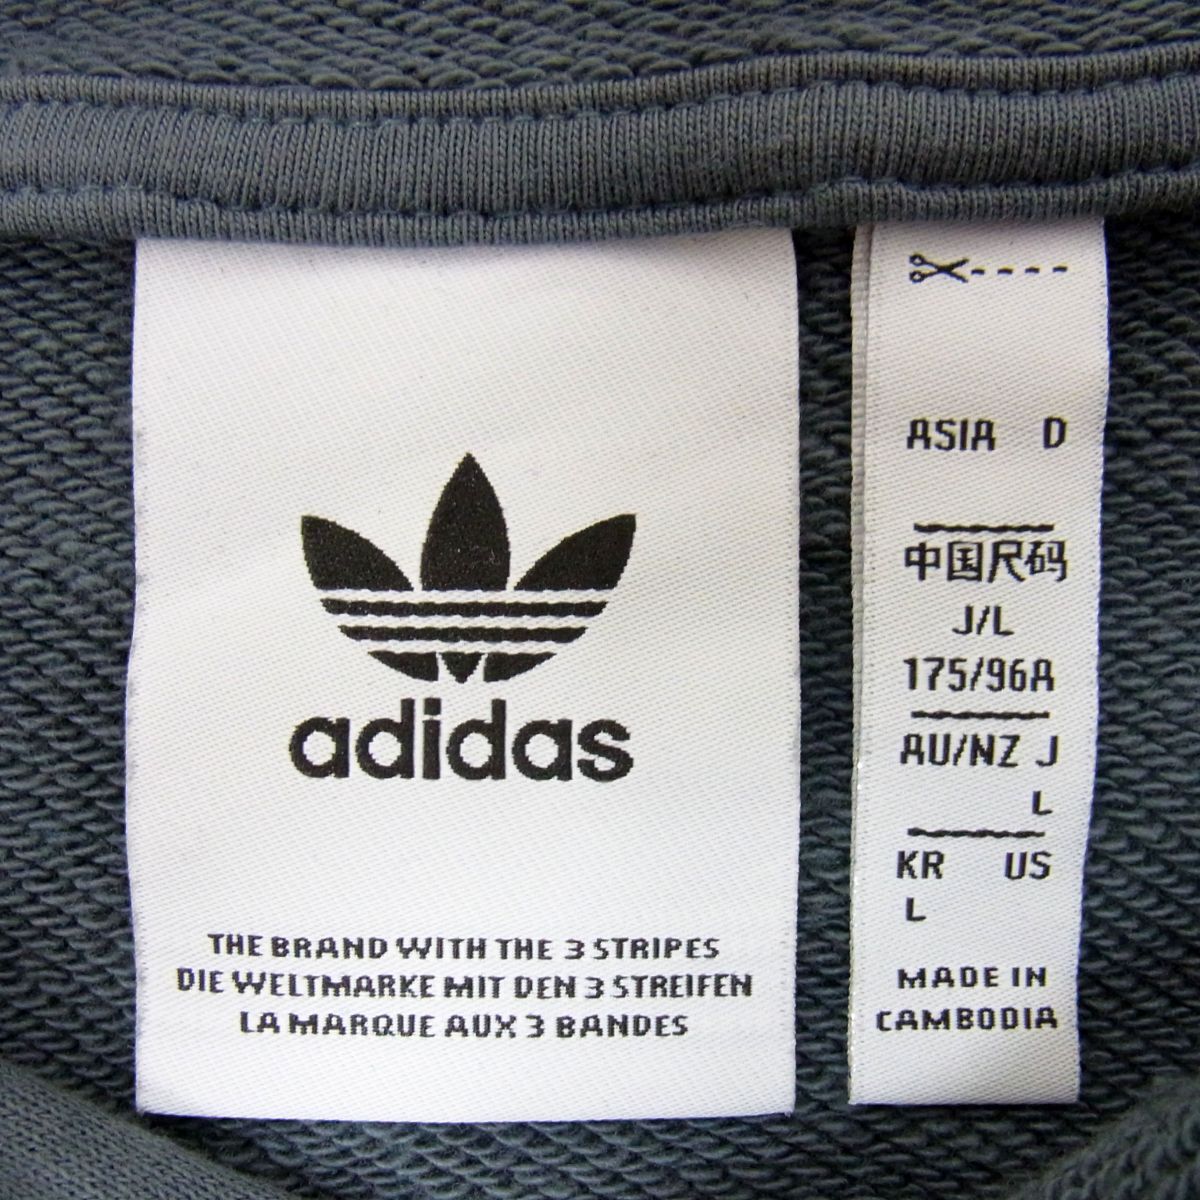 adidas
THE BRAND WITH THE 3 STRIPES
DIE WELTMARKE MIT DEN 3 STREIFEN
LA MARQUE AUX 3 BANDES
ASIA D
中国尺码
J/L
175/96A
AU/NZ J
L
KR US
L
MADE IN
CAMBODIA